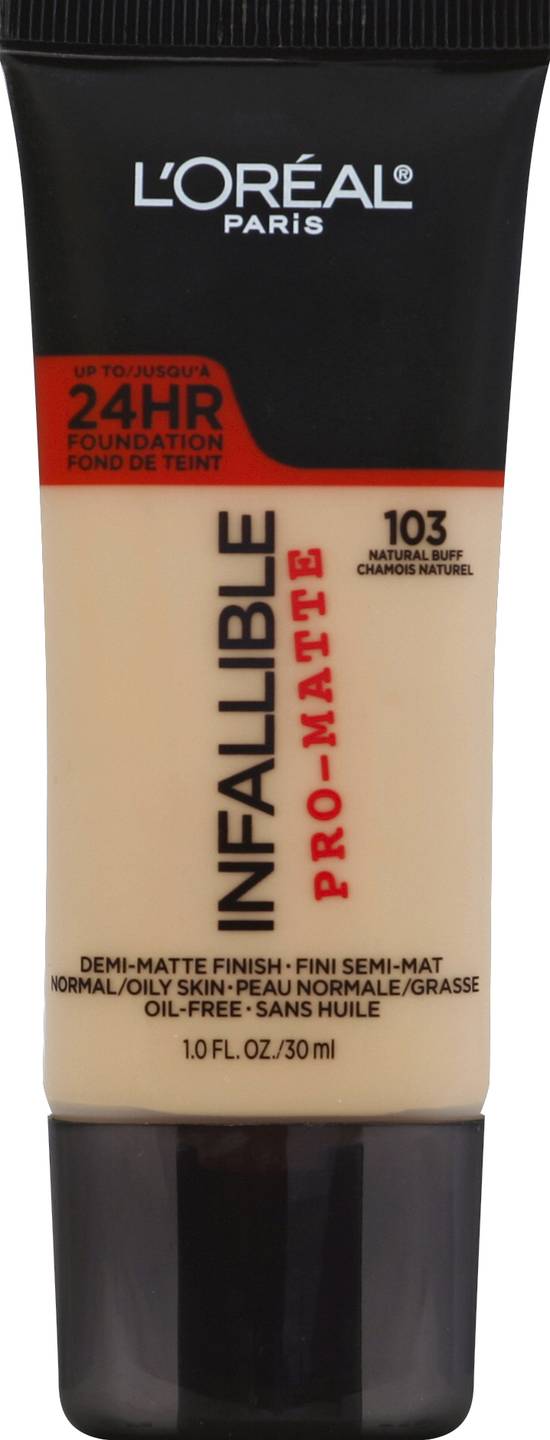 L'ORÉAL®
PARiS
UP TO/JUSQU'À
24HR
FOUNDATION
FOND DE TEINT
103
NATURAL BUFF
CHAMOIS NATUREL
INFALLIBLE
PRO-MATTE
DEMI-MATTE FINISH · FINI SEMI-MAT
NORMAL/OILY SKIN · PEAU NORMALE/GRASSE
OIL-FREE · SANS HUILE
1.0 FL. OZ./30 ml